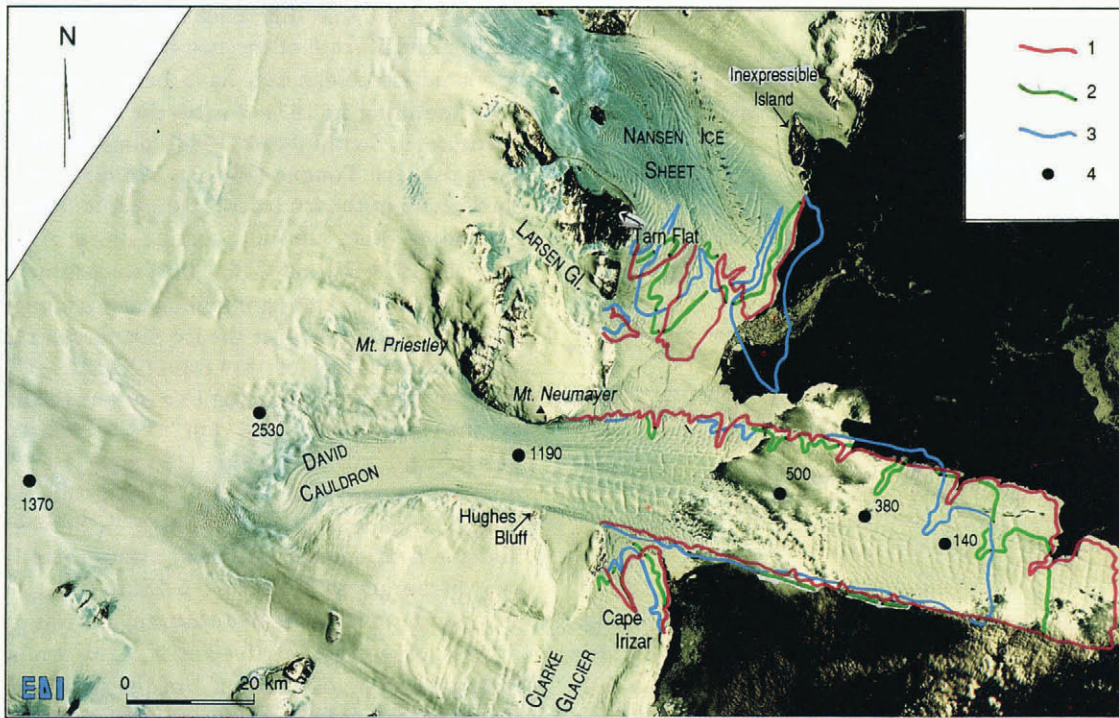 N
1
2
3
4
Inexpressible
Island
NANSEN ICE
SHEET
Tarn Flat
LARSEN GL.
Mt. Priestley
Mt. Neumayer
2530
1190
DAVID
CAULDRON
500
1370
380
Hughes
Bluff
140
Cape
Irizar
CLARKE
GLACIER
EDI
0 20 km